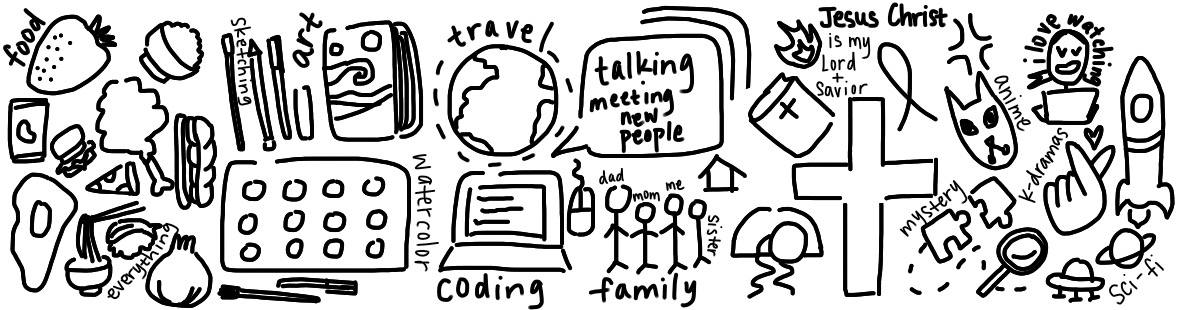 food
everything
sketching
art
watercolor
travel
talking
meeting
new
people
coding
dad
mom
me
sister
family
Jesus Christ
is my
Lord
+
Savior
I love watching
anime
K-dramas
mystery
sci-fi